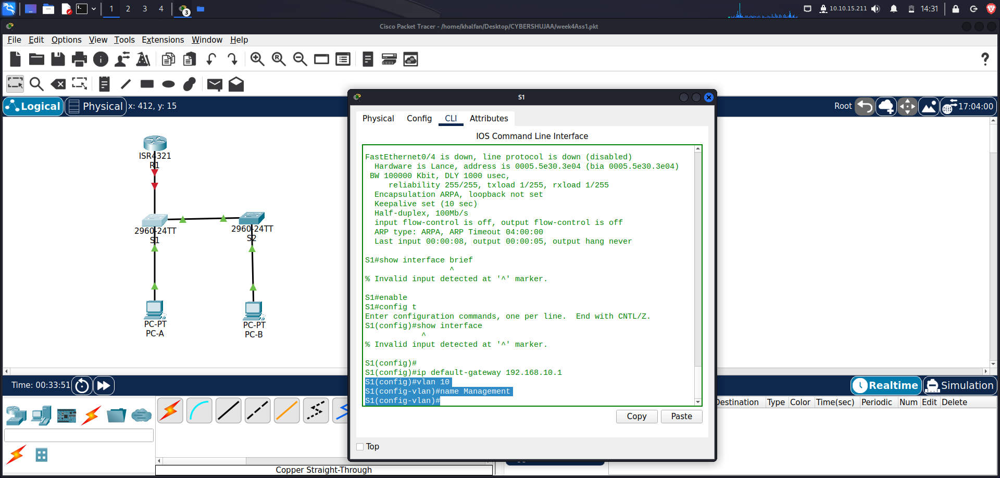 1 2 3 4
3
10.10.15.211
14:31
Cisco Packet Tracer - /home/khalfan/Desktop/CYBERSHUJAA/week4Ass1.pkt
File Edit Options View Tools Extensions Window Help
Logical Physical x: 412, y: 15
Root 17:04:00
ISR4321
R1
2960-24TT
S1
2960-24TT
S2
PC-PT
PC-A
PC-PT
PC-B
S1
Physical Config CLI Attributes
IOS Command Line Interface
FastEthernet0/4 is down, line protocol is down (disabled)
Hardware is Lance, address is 0005.5e30.3e04 (bia 0005.5e30.3e04)
BW 100000 Kbit, DLY 1000 usec,
reliability 255/255, txload 1/255, rxload 1/255
Encapsulation ARPA, loopback not set
Keepalive set (10 sec)
Half-duplex, 100Mb/s
input flow-control is off, output flow-control is off
ARP type: ARPA, ARP Timeout 04:00:00
Last input 00:00:08, output 00:00:05, output hang never
S1#show interface brief
^
% Invalid input detected at '^' marker.
S1#enable
S1#config t
Enter configuration commands, one per line.  End with CNTL/Z.
S1(config)#show interface
^
% Invalid input detected at '^' marker.
S1(config)#
S1(config)#ip default-gateway 192.168.10.1
S1(config)#vlan 10
S1(config-vlan)#name Management
S1(config-vlan)#
Copy Paste
Top
Time: 00:33:51
Realtime Simulation
Destination Type Color Time(sec) Periodic Num Edit Delete
Copper Straight-Through